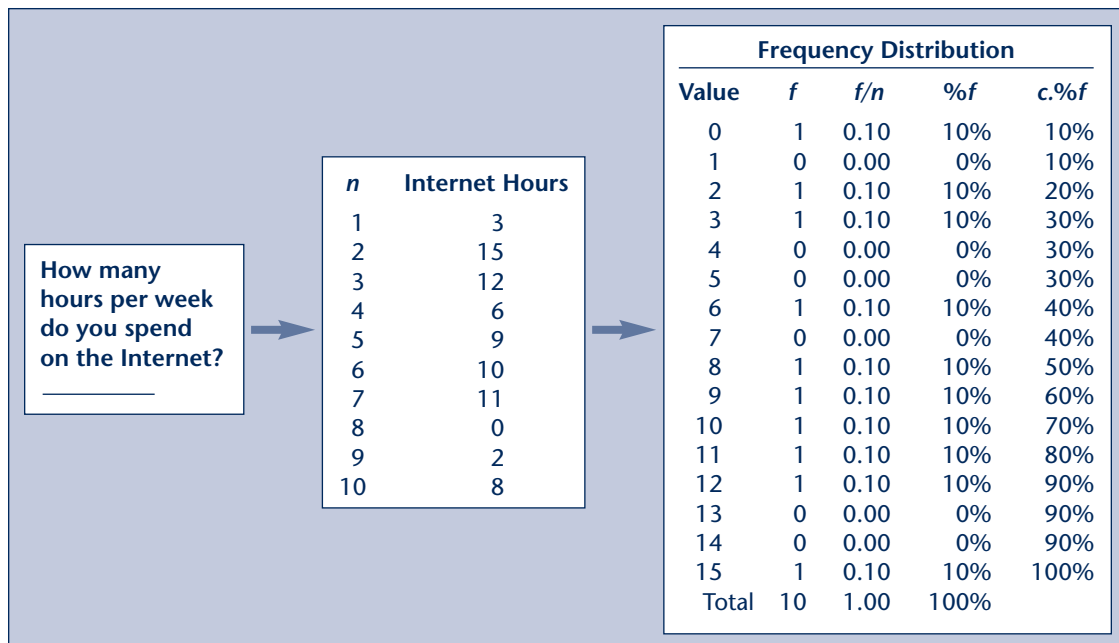 How many
hours per week
do you spend
on the Internet?
n Internet Hours
1 3
2 15
3 12
4 6
5 9
6 10
7 11
8 0
9 2
10 8
Frequency Distribution
Value f f/n %f c.%f
0 1 0.10 10% 10%
1 0 0.00 0% 10%
2 1 0.10 10% 20%
3 1 0.10 10% 30%
4 0 0.00 0% 30%
5 0 0.00 0% 30%
6 1 0.10 10% 40%
7 0 0.00 0% 40%
8 1 0.10 10% 50%
9 1 0.10 10% 60%
10 1 0.10 10% 70%
11 1 0.10 10% 80%
12 1 0.10 10% 90%
13 0 0.00 0% 90%
14 0 0.00 0% 90%
15 1 0.10 10% 100%
Total 10 1.00 100%